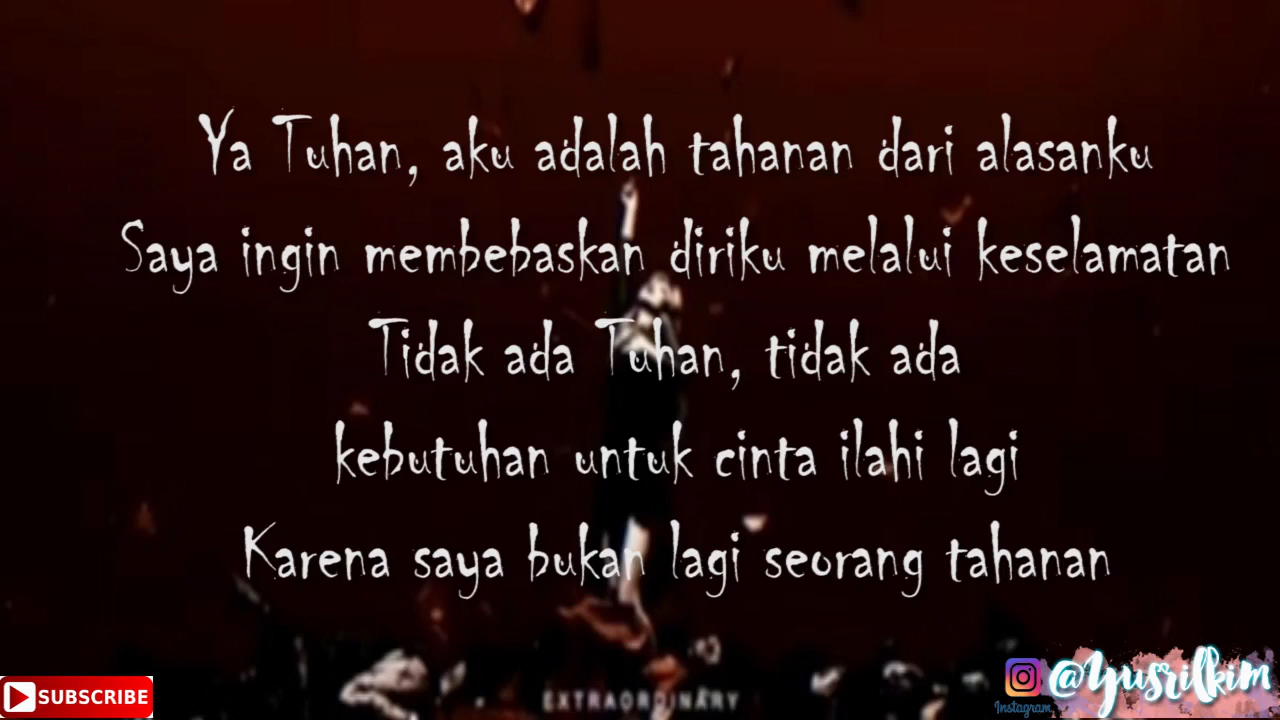 Ya Tuhan, aku adalah tahanan dari alasanku
Saya ingin membebaskan diriku melalui keselamatan
Tidak ada Tuhan, tidak ada
kebutuhan untuk cinta ilahi lagi
Karena saya bukan lagi seorang tahanan
EXTRAORDINARY
SUBSCRIBE
Instagram
@Yusrilkim